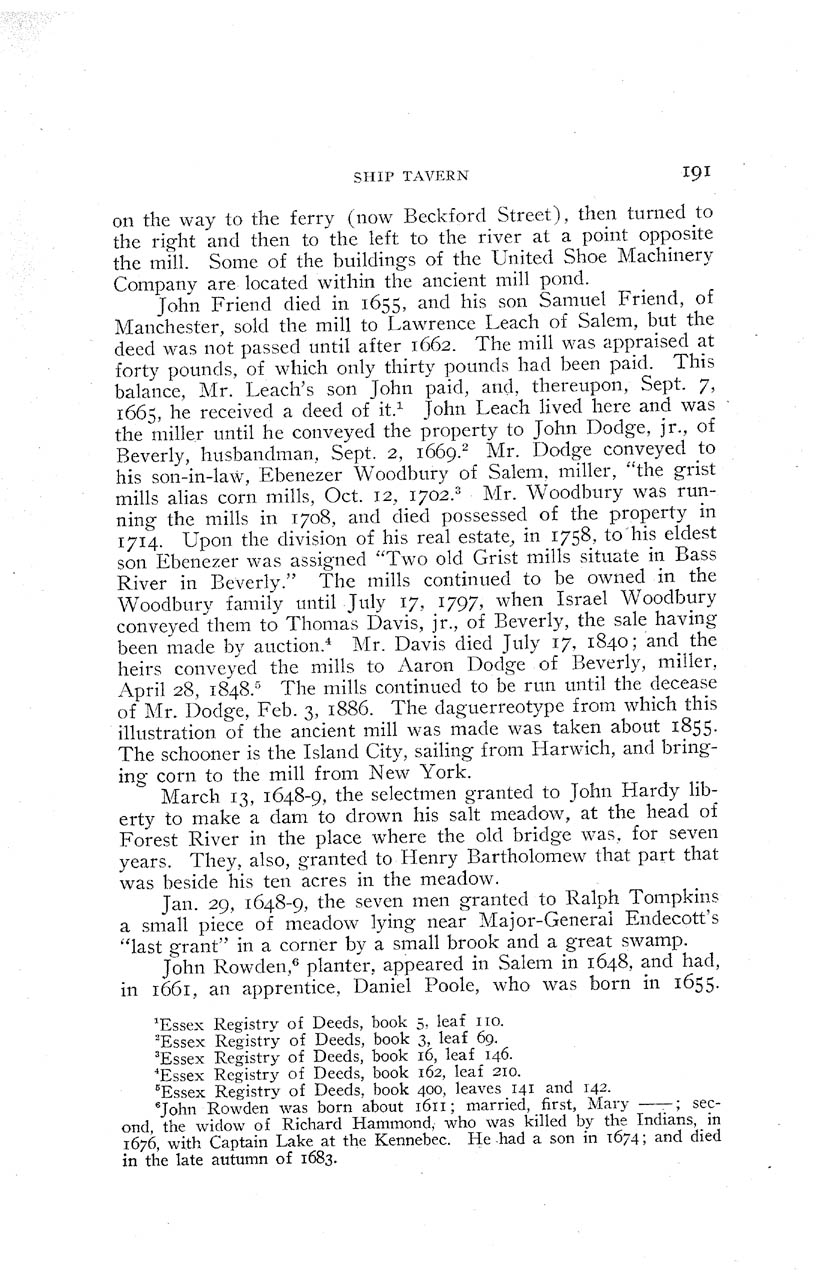 SHIP TAVERN 191
on the way to the ferry (now Beckford Street), then turned to
the right and then to the left to the river at a point opposite
the mill. Some of the buildings of the United Shoe Machinery
Company are located within the ancient mill pond.
John Friend died in 1655, and his son Samuel Friend, of
Manchester, sold the mill to Lawrence Leach of Salem, but the
deed was not passed until after 1662. The mill was appraised at
forty pounds, of which only thirty pounds had been paid. This
balance, Mr. Leach's son John paid, and, thereupon, Sept. 7,
1665, he received a deed of it.¹ John Leach lived here and was
the miller until he conveyed the property to John Dodge, jr., of
Beverly, husbandman, Sept. 2, 1669.² Mr. Dodge conveyed to
his son-in-law, Ebenezer Woodbury of Salem, miller, "the grist
mills alias corn mills, Oct. 12, 1702.³ Mr. Woodbury was run-
ning the mills in 1708, and died possessed of the property in
1714. Upon the division of his real estate, in 1758, to his eldest
son Ebenezer was assigned "Two old Grist mills situate in Bass
River in Beverly." The mills continued to be owned in the
Woodbury family until July 17, 1797, when Israel Woodbury
conveyed them to Thomas Davis, jr., of Beverly, the sale having
been made by auction.⁴ Mr. Davis died July 17, 1840; and the
heirs conveyed the mills to Aaron Dodge of Beverly, miller,
April 28, 1848.⁵ The mills continued to be run until the decease
of Mr. Dodge, Feb. 3, 1886. The daguerreotype from which this
illustration of the ancient mill was made was taken about 1855.
The schooner is the Island City, sailing from Harwich, and bring-
ing corn to the mill from New York.
March 13, 1648-9, the selectmen granted to John Hardy lib-
erty to make a dam to drown his salt meadow, at the head of
Forest River in the place where the old bridge was, for seven
years. They, also, granted to Henry Bartholomew that part that
was beside his ten acres in the meadow.
Jan. 29, 1648-9, the seven men granted to Ralph Tompkins
a small piece of meadow lying near Major-General Endecott's
"last grant" in a corner by a small brook and a great swamp.
John Rowden,⁶ planter, appeared in Salem in 1648, and had,
in 1661, an apprentice, Daniel Poole, who was born in 1655.
¹Essex Registry of Deeds, book 5, leaf 110.
²Essex Registry of Deeds, book 3, leaf 69.
³Essex Registry of Deeds, book 16, leaf 146.
⁴Essex Registry of Deeds, book 162, leaf 210.
⁵Essex Registry of Deeds, book 400, leaves 141 and 142.
⁶John Rowden was born about 1611; married, first, Mary ——; sec-
ond, the widow of Richard Hammond, who was killed by the Indians, in
1676, with Captain Lake at the Kennebec. He had a son in 1674; and died
in the late autumn of 1683.